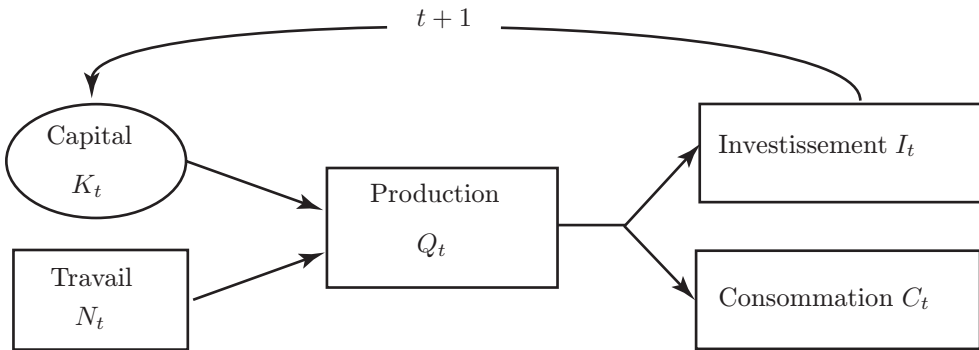 t + 1
Capital
K_t
Production
Q_t
Travail
N_t
Investissement I_t
Consommation C_t